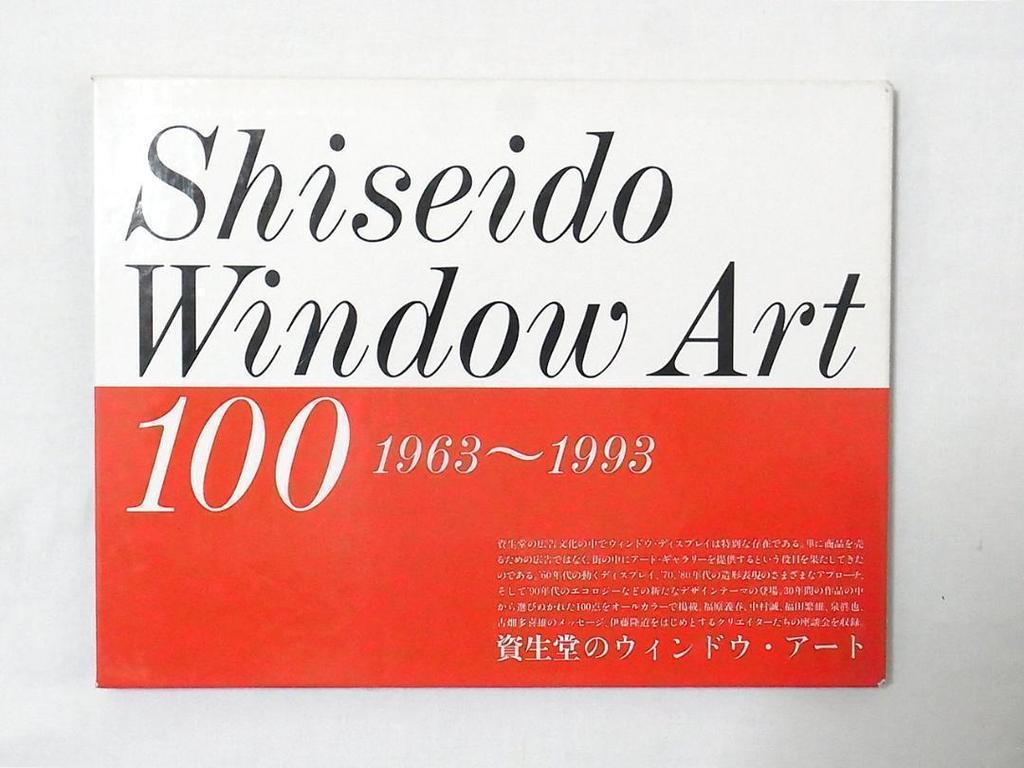 Shiseido
Window Art
100 1963〜1993
資生堂の広告文化の中でウィンドウ・ディスプレイは特別な存在である。単に商品を売
るための広告ではなく、街の中にアート・ギャラリーを提供するという役目を果たしてきた
のである。'60年代の動くディスプレイ、'70、'80年代の造形表現のさまざまなアプローチ、
そして'90年代のエコロジーなどの新たなデザインテーマの登場。30年間の作品の中
から選びぬかれた100点をオールカラーで掲載。福原義春、中村誠、福田繁雄、泉眞也、
古畑多喜雄のメッセージ、伊藤隆道をはじめとするクリエイターたちの座談会を収録。
資生堂のウィンドウ・アート